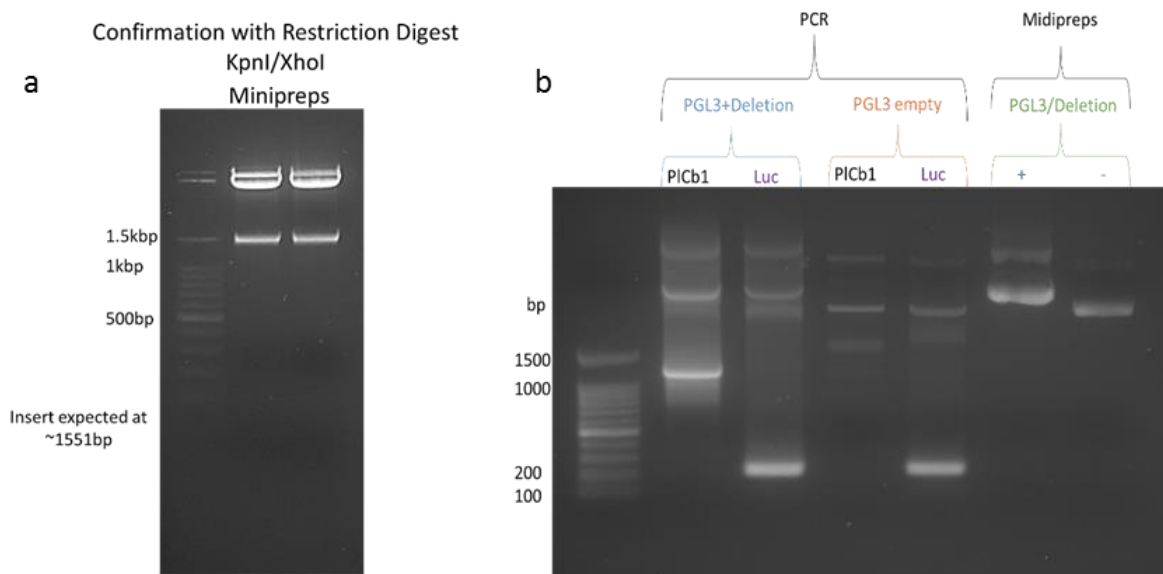 Confirmation with Restriction Digest
KpnI/XhoI
Minipreps
a
1.5kbp
1kbp
500bp
Insert expected at
~1551bp
b
PCR
Midipreps
PGL3+Deletion
PGL3 empty
PGL3/Deletion
PlCb1
Luc
PlCb1
Luc
+
-
bp
1500
1000
200
100